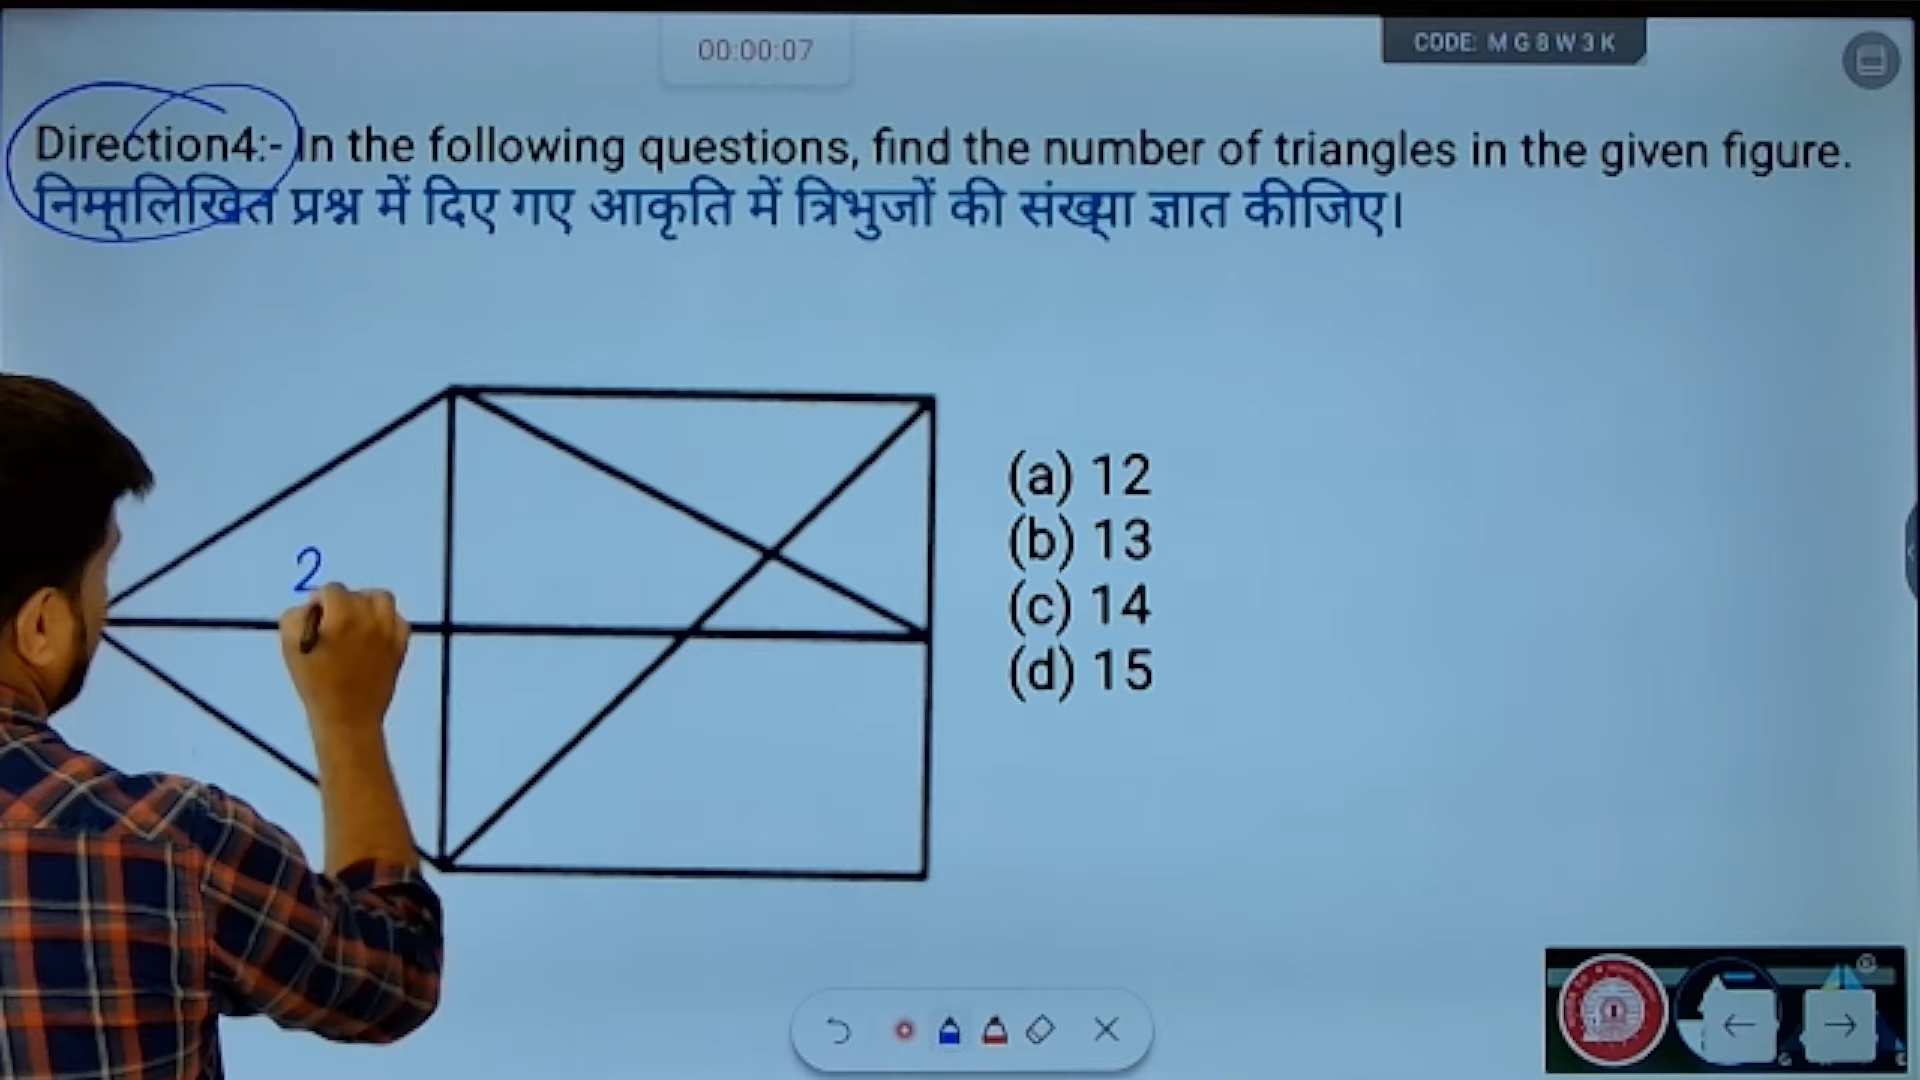 00:00:07
CODE: M G 8 W 3 K
Direction4:- In the following questions, find the number of triangles in the given figure.
निम्नलिखित प्रश्न में दिए गए आकृति में त्रिभुजों की संख्या ज्ञात कीजिए।
2
(a) 12
(b) 13
(c) 14
(d) 15